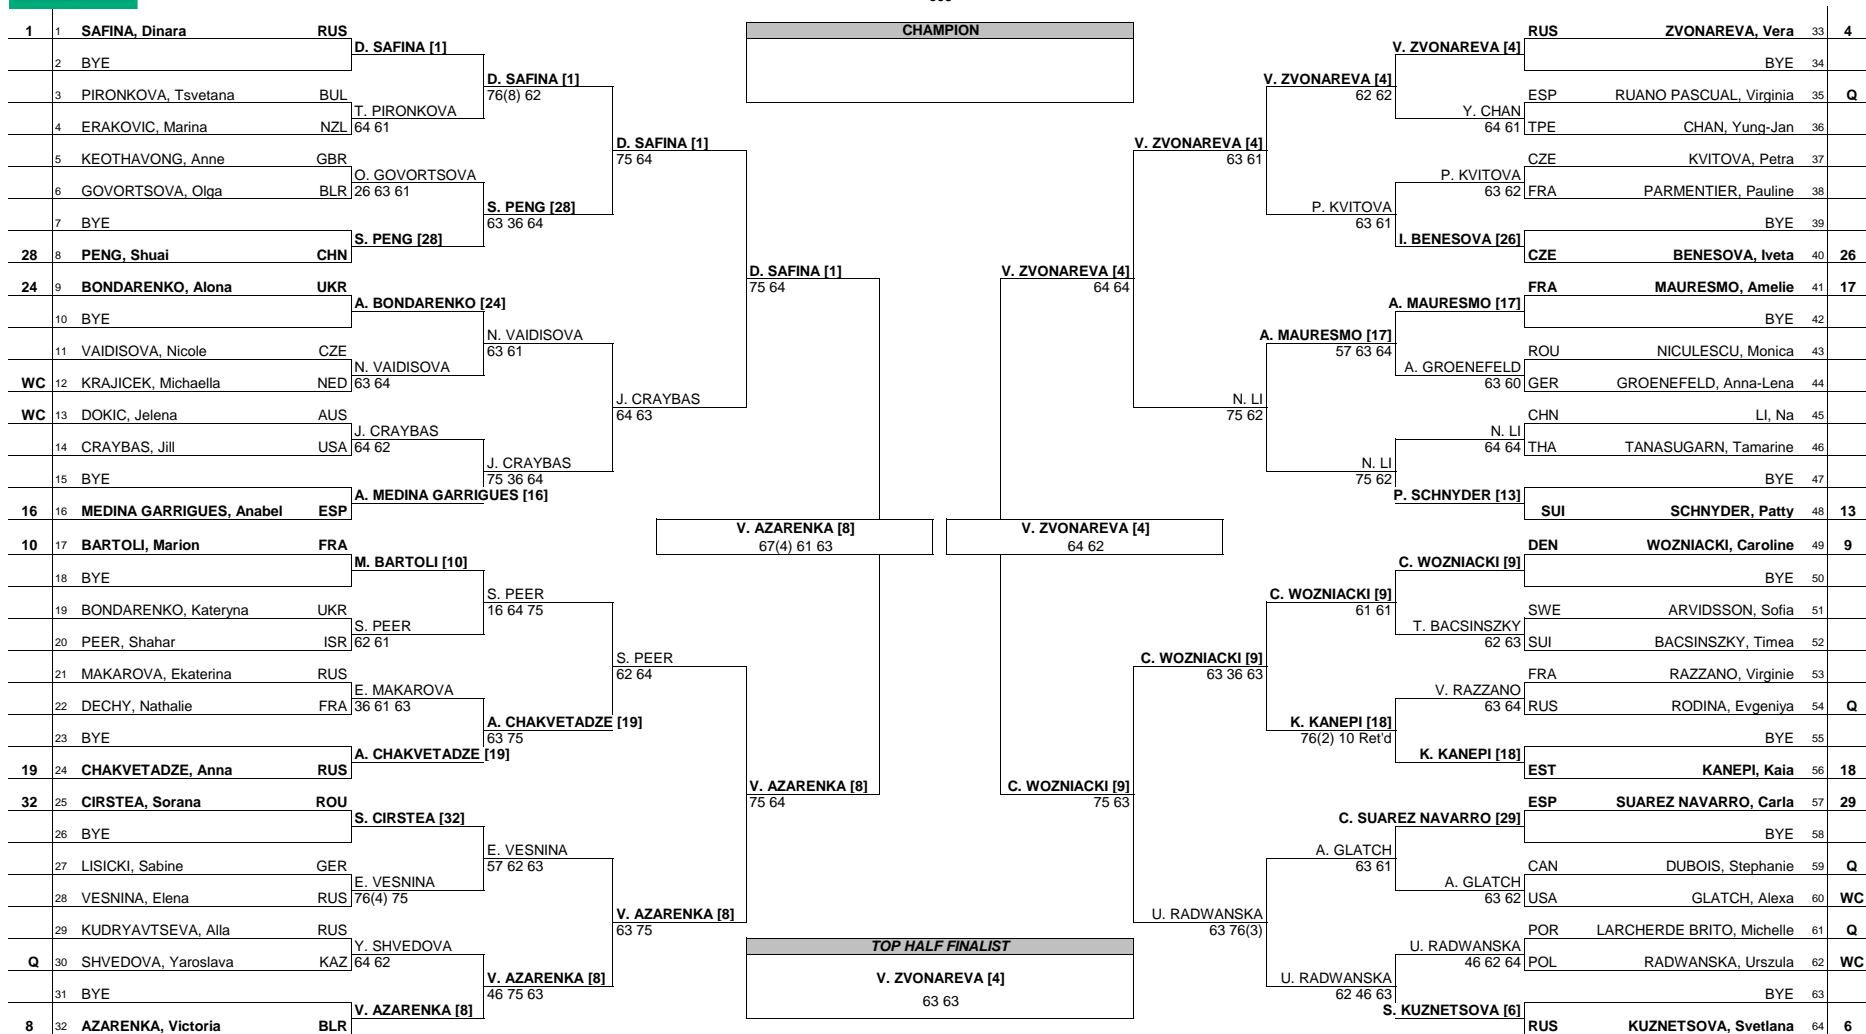 CHAMPION
1 1 SAFINA, Dinara RUS
D. SAFINA [1]
2 BYE
D. SAFINA [1]
76(8) 62
3 PIRONKOVA, Tsvetana BUL
T. PIRONKOVA
4 ERAKOVIC, Marina NZL 64 61
D. SAFINA [1]
75 64
5 KEOTHAVONG, Anne GBR
O. GOVORTSOVA
6 GOVORTSOVA, Olga BLR 26 63 61
S. PENG [28]
63 36 64
7 BYE
S. PENG [28]
28 8 PENG, Shuai CHN
D. SAFINA [1]
75 64
24 9 BONDARENKO, Alona UKR
A. BONDARENKO [24]
10 BYE
N. VAIDISOVA
63 61
11 VAIDISOVA, Nicole CZE
N. VAIDISOVA
WC 12 KRAJICEK, Michaella NED 63 64
J. CRAYBAS
64 63
WC 13 DOKIC, Jelena AUS
J. CRAYBAS
14 CRAYBAS, Jill USA 64 62
J. CRAYBAS
75 36 64
15 BYE
A. MEDINA GARRIGUES [16]
16 16 MEDINA GARRIGUES, Anabel ESP
V. AZARENKA [8]
67(4) 61 63
10 17 BARTOLI, Marion FRA
M. BARTOLI [10]
18 BYE
S. PEER
16 64 75
19 BONDARENKO, Kateryna UKR
S. PEER
20 PEER, Shahar ISR 62 61
S. PEER
62 64
21 MAKAROVA, Ekaterina RUS
E. MAKAROVA
22 DECHY, Nathalie FRA 36 61 63
A. CHAKVETADZE [19]
63 75
23 BYE
A. CHAKVETADZE [19]
19 24 CHAKVETADZE, Anna RUS
V. AZARENKA [8]
75 64
32 25 CIRSTEA, Sorana ROU
S. CIRSTEA [32]
26 BYE
E. VESNINA
57 62 63
27 LISICKI, Sabine GER
E. VESNINA
28 VESNINA, Elena RUS 76(4) 75
V. AZARENKA [8]
63 75
29 KUDRYAVTSEVA, Alla RUS
Y. SHVEDOVA
Q 30 SHVEDOVA, Yaroslava KAZ 64 62
V. AZARENKA [8]
46 75 63
31 BYE
V. AZARENKA [8]
8 32 AZARENKA, Victoria BLR
TOP HALF FINALIST
V. ZVONAREVA [4]
63 63
RUS ZVONAREVA, Vera 33 4
V. ZVONAREVA [4]
BYE 34
V. ZVONAREVA [4]
62 62
ESP RUANO PASCUAL, Virginia 35 Q
Y. CHAN
64 61 TPE CHAN, Yung-Jan 36
V. ZVONAREVA [4]
63 61
CZE KVITOVA, Petra 37
P. KVITOVA
63 62 FRA PARMENTIER, Pauline 38
P. KVITOVA
63 61
BYE 39
I. BENESOVA [26]
CZE BENESOVA, Iveta 40 26
V. ZVONAREVA [4]
64 64
FRA MAURESMO, Amelie 41 17
A. MAURESMO [17]
BYE 42
A. MAURESMO [17]
57 63 64
ROU NICULESCU, Monica 43
A. GROENEFELD
63 60 GER GROENEFELD, Anna-Lena 44
N. LI
75 62
CHN LI, Na 45
N. LI
64 64 THA TANASUGARN, Tamarine 46
N. LI
75 62
BYE 47
P. SCHNYDER [13]
SUI SCHNYDER, Patty 48 13
V. ZVONAREVA [4]
64 62
DEN WOZNIACKI, Caroline 49 9
C. WOZNIACKI [9]
BYE 50
C. WOZNIACKI [9]
61 61
SWE ARVIDSSON, Sofia 51
T. BACSINSZKY
62 63 SUI BACSINSZKY, Timea 52
C. WOZNIACKI [9]
63 36 63
FRA RAZZANO, Virginie 53
V. RAZZANO
63 64 RUS RODINA, Evgeniya 54 Q
K. KANEPI [18]
76(2) 10 Ret'd
BYE 55
K. KANEPI [18]
EST KANEPI, Kaia 56 18
C. WOZNIACKI [9]
75 63
ESP SUAREZ NAVARRO, Carla 57 29
C. SUAREZ NAVARRO [29]
BYE 58
A. GLATCH
63 61
CAN DUBOIS, Stephanie 59 Q
A. GLATCH
63 62 USA GLATCH, Alexa 60 WC
U. RADWANSKA
63 76(3)
POR LARCHERDE BRITO, Michelle 61 Q
U. RADWANSKA
46 62 64 POL RADWANSKA, Urszula 62 WC
U. RADWANSKA
62 46 63
BYE 63
S. KUZNETSOVA [6]
RUS KUZNETSOVA, Svetlana 64 6